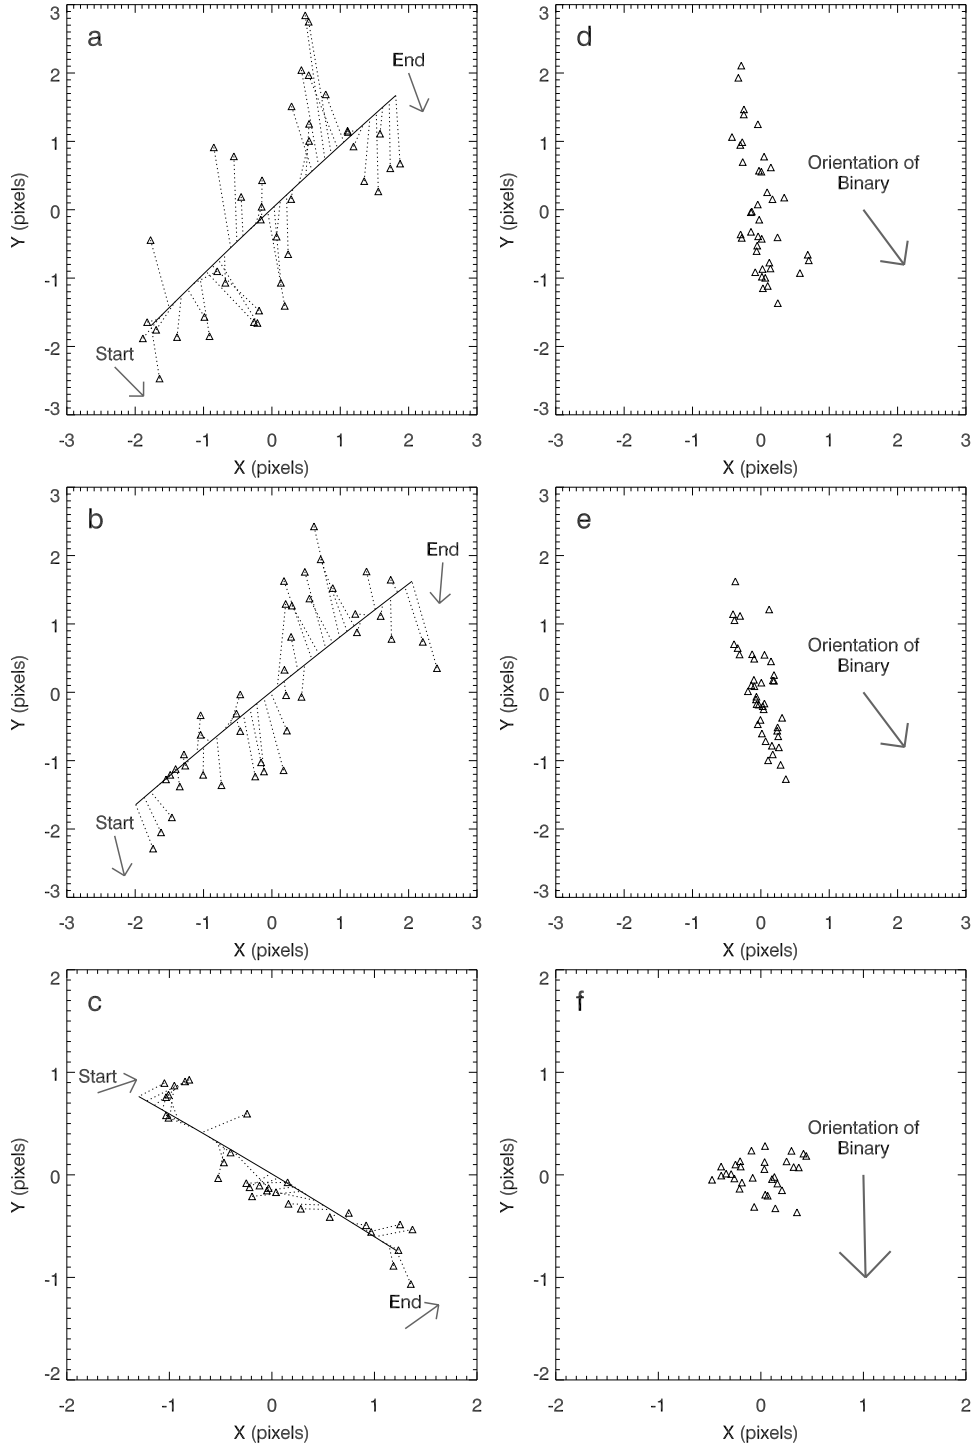 a
End
Start
3
2
1
0
-1
-2
-3
-3 -2 -1 0 1 2 3
Y (pixels)
X (pixels)
d
Orientation of
Binary
3
2
1
0
-1
-2
-3
-3 -2 -1 0 1 2 3
Y (pixels)
X (pixels)
b
End
Start
3
2
1
0
-1
-2
-3
-3 -2 -1 0 1 2 3
Y (pixels)
X (pixels)
e
Orientation of
Binary
3
2
1
0
-1
-2
-3
-3 -2 -1 0 1 2 3
Y (pixels)
X (pixels)
c
Start
End
2
1
0
-1
-2
-2 -1 0 1 2
Y (pixels)
X (pixels)
f
Orientation of
Binary
2
1
0
-1
-2
-2 -1 0 1 2
Y (pixels)
X (pixels)